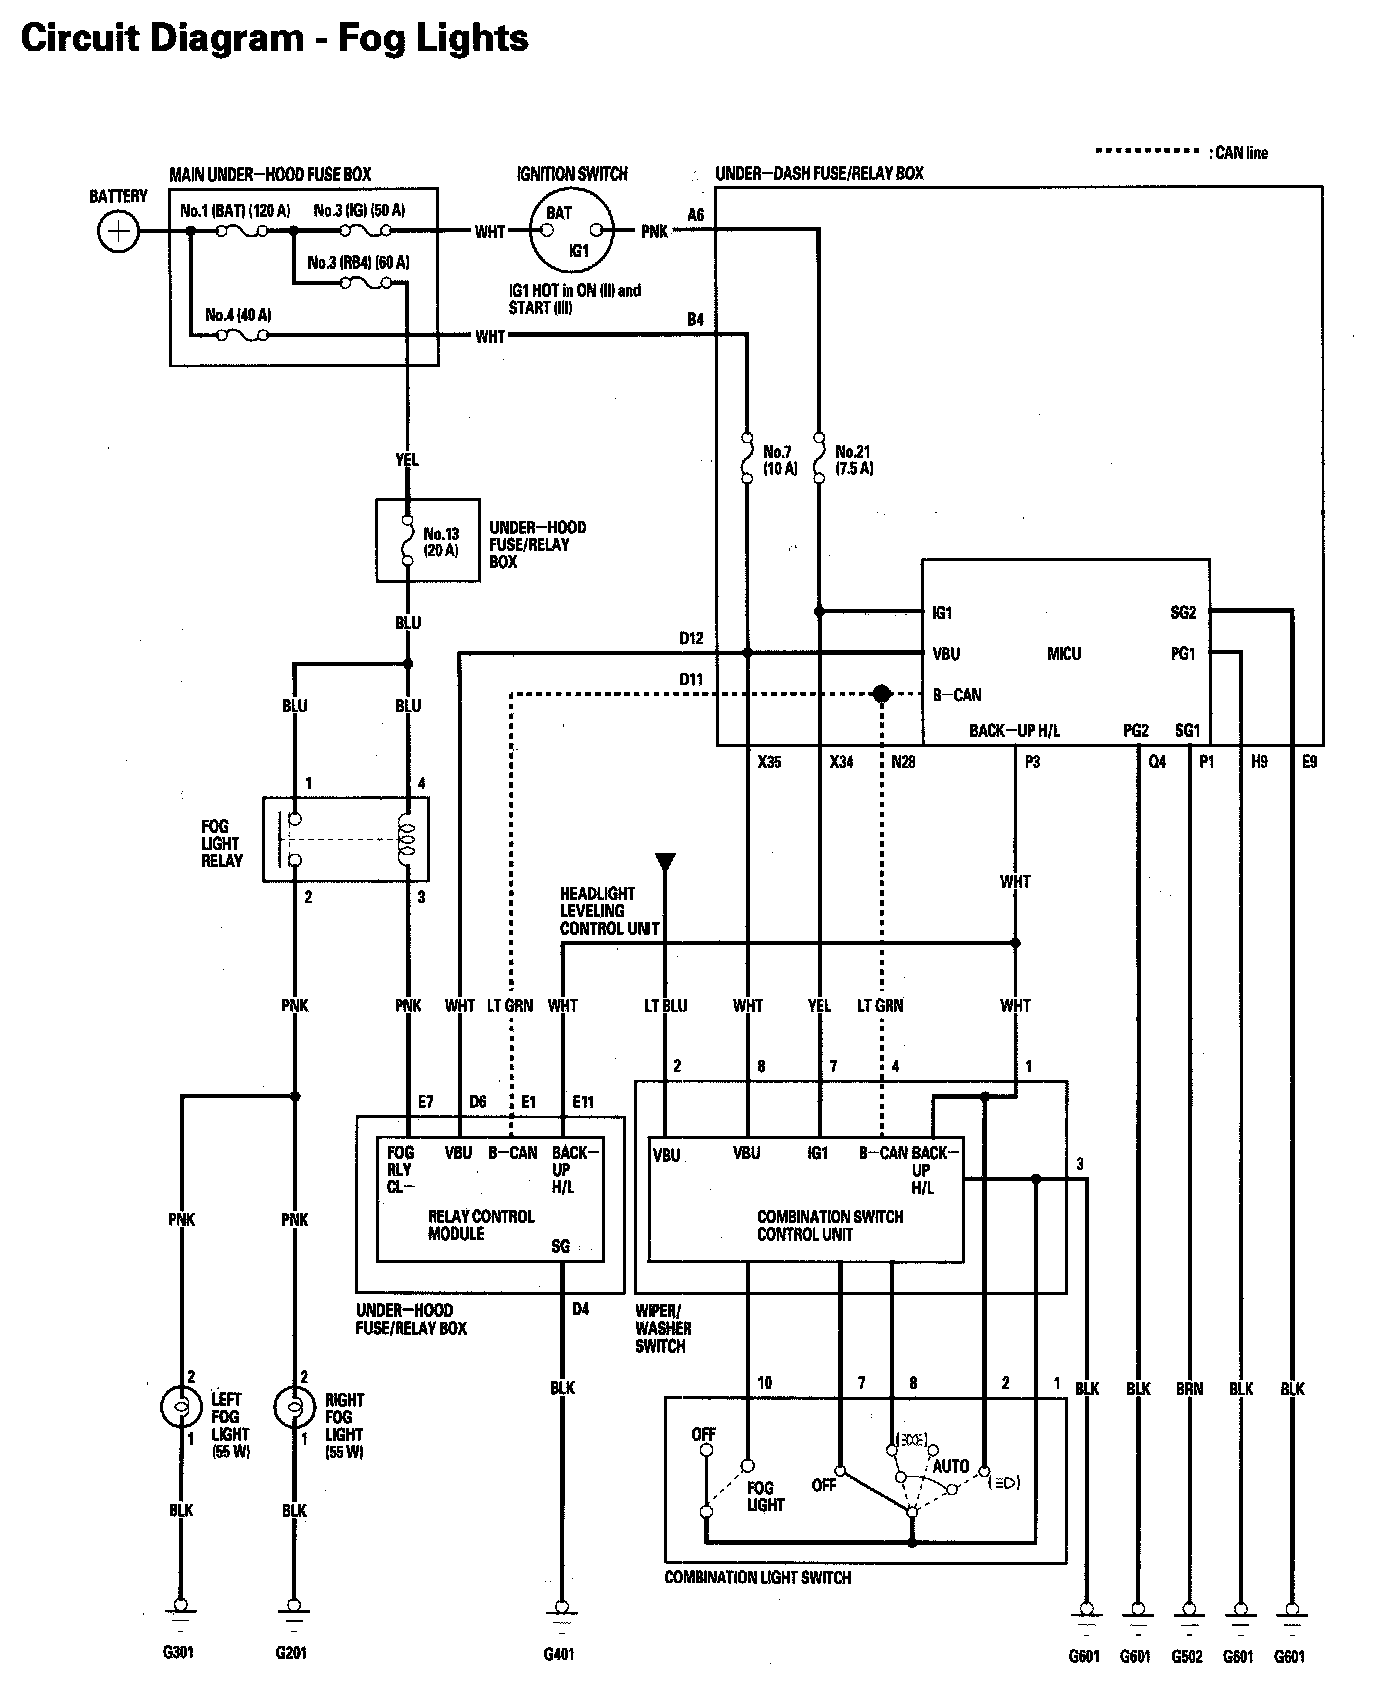 Circuit Diagram - Fog Lights
: CAN line
MAIN UNDER-HOOD FUSE BOX
IGNITION SWITCH
UNDER-DASH FUSE/RELAY BOX
BATTERY
No.1 (BAT) (120 A)
No.3 (IG) (50 A)
BAT
A6
WHT
PNK
IG1
No.3 (RB4) (60 A)
IG1 HOT in ON (II) and
START (III)
No.4 (40 A)
B4
WHT
YEL
No.7
(10 A)
No.21
(7.5 A)
No.13
(20 A)
UNDER-HOOD
FUSE/RELAY
BOX
BLU
IG1
SG2
D12
VBU
MICU
PG1
D11
B-CAN
BLU
BLU
BACK-UP H/L
PG2
SG1
X35
X34
N28
P3
Q4
P1
H9
E9
1
4
FOG
LIGHT
RELAY
2
3
HEADLIGHT
LEVELING
CONTROL UNIT
WHT
PNK
PNK
WHT
LT GRN
WHT
LT BLU
WHT
YEL
LT GRN
WHT
2
8
7
4
1
E7
D6
E1
E11
FOG
RLY
CL-
VBU
B-CAN
BACK-
UP
H/L
VBU
VBU
IG1
B-CAN
BACK-
UP
H/L
3
PNK
PNK
RELAY CONTROL
MODULE
SG
COMBINATION SWITCH
CONTROL UNIT
UNDER-HOOD
FUSE/RELAY BOX
D4
WIPER/
WASHER
SWITCH
2
2
LEFT
FOG
LIGHT
(55 W)
RIGHT
FOG
LIGHT
(55 W)
1
1
BLK
10
7
8
2
1
BLK
BLK
BRN
BLK
BLK
OFF
FOG
LIGHT
OFF
AUTO
BLK
BLK
COMBINATION LIGHT SWITCH
G301
G201
G401
G601
G601
G502
G601
G601